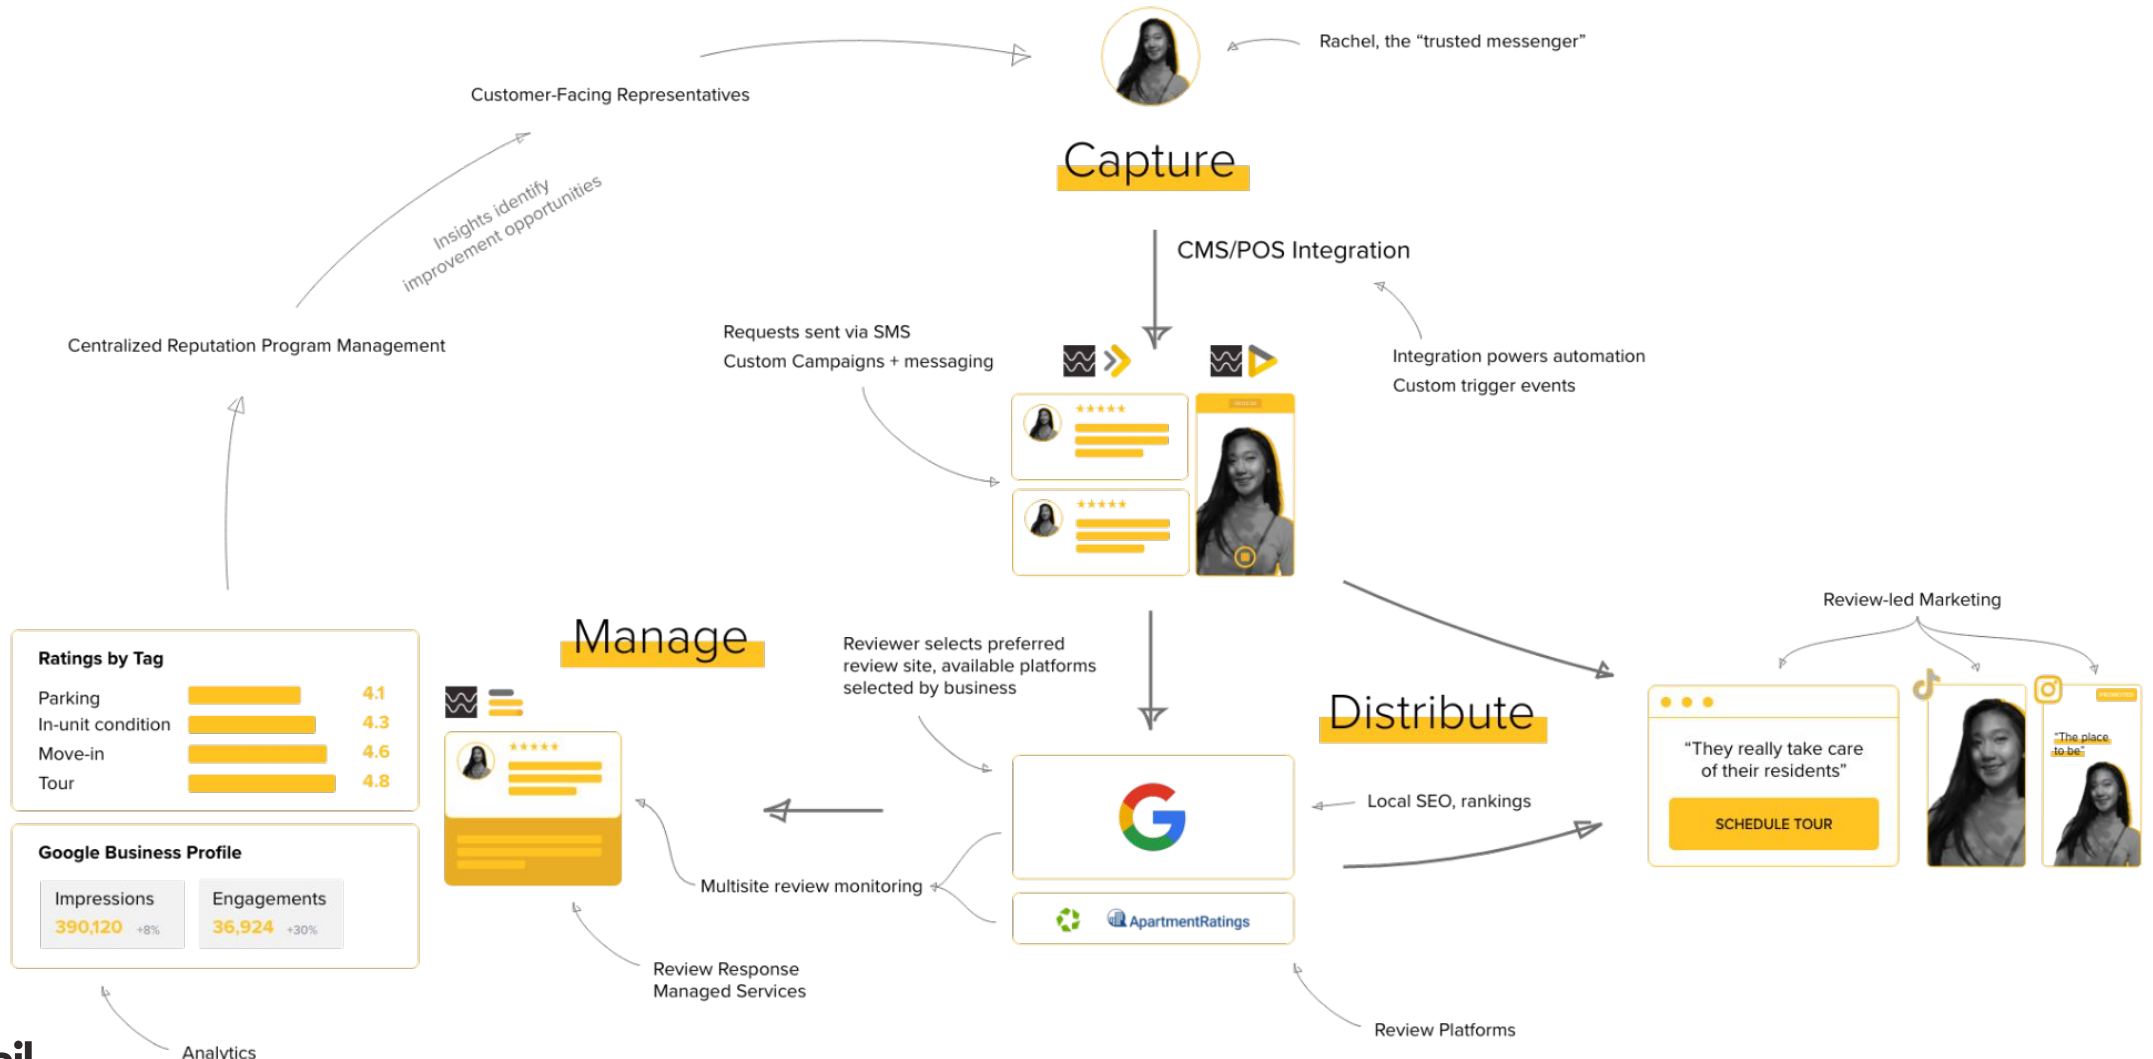 Rachel, the “trusted messenger”
Customer-Facing Representatives
Capture
Insights identify
improvement opportunities
CMS/POS Integration
Centralized Reputation Program Management
Requests sent via SMS
Custom Campaigns + messaging
Integration powers automation
Custom trigger events
Manage
Reviewer selects preferred
review site, available platforms
selected by business
Distribute
Review-led Marketing
Ratings by Tag
Parking 4.1
In-unit condition 4.3
Move-in 4.6
Tour 4.8
“They really take care
of their residents”
SCHEDULE TOUR
PROMOTED
“The place
to be”
Local SEO, rankings
Google Business Profile
Impressions
390,120 +8%
Engagements
36,924 +30%
Multisite review monitoring
ApartmentRatings
Review Response
Managed Services
Review Platforms
Analytics